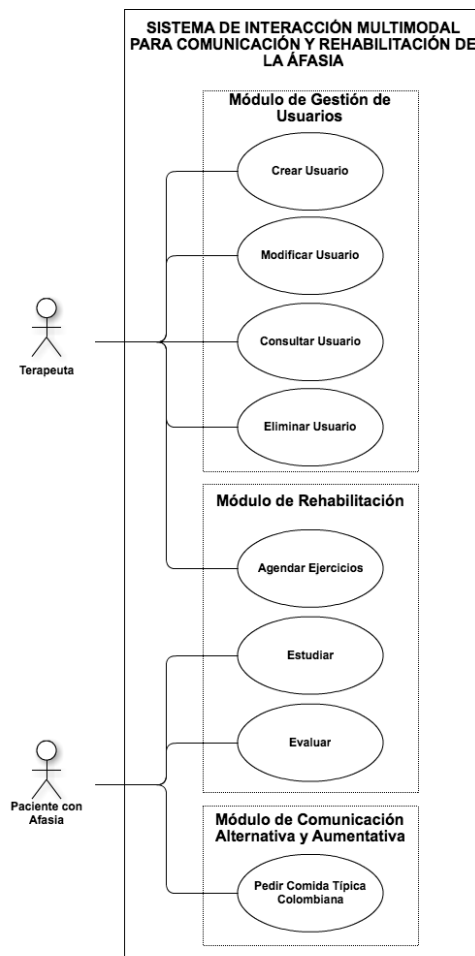 SISTEMA DE INTERACCIÓN MULTIMODAL
PARA COMUNICACIÓN Y REHABILITACIÓN DE
LA ÁFASIA
Módulo de Gestión de
Usuarios
Crear Usuario
Modificar Usuario
Consultar Usuario
Terapeuta
Eliminar Usuario
Módulo de Rehabilitación
Agendar Ejercicios
Estudiar
Evaluar
Paciente con
Afasia
Módulo de Comunicación
Alternativa y Aumentativa
Pedir Comida Típica
Colombiana